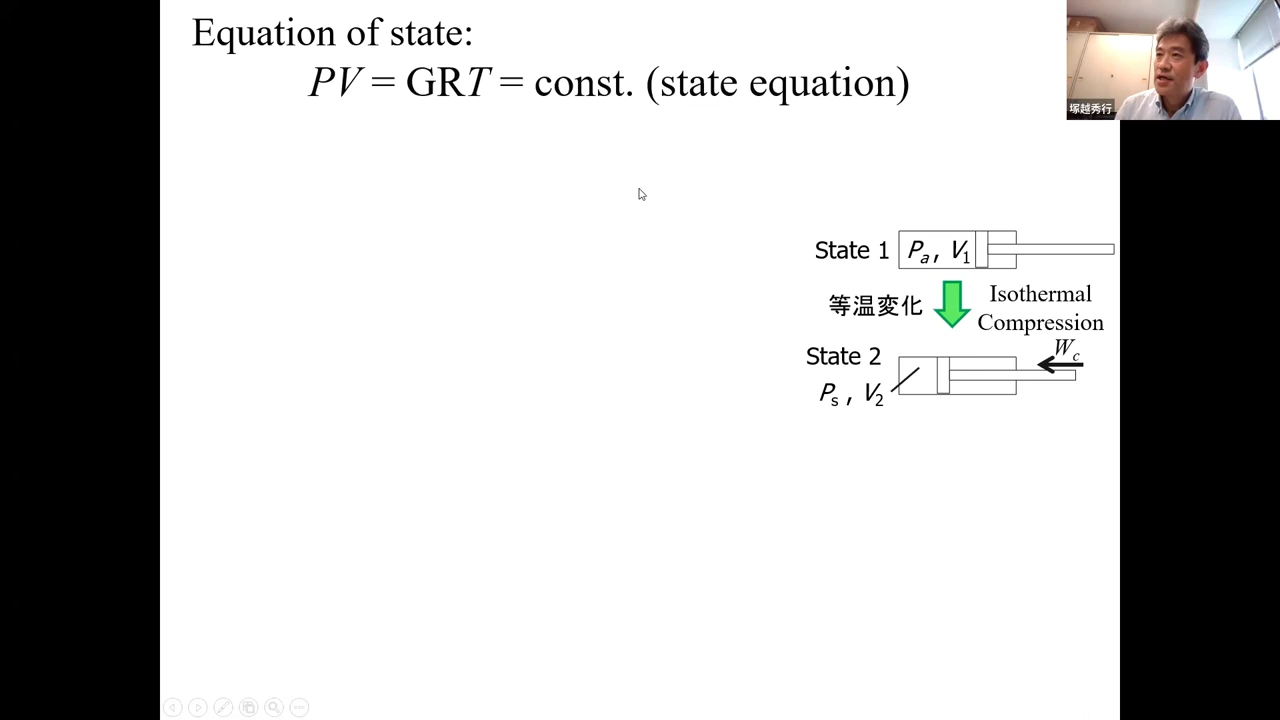 Equation of state:
PV = GRT = const. (state equation)
塚越秀行
State 1
Pa, V1
等温変化
Isothermal
Compression
Wc
State 2
Ps , V2